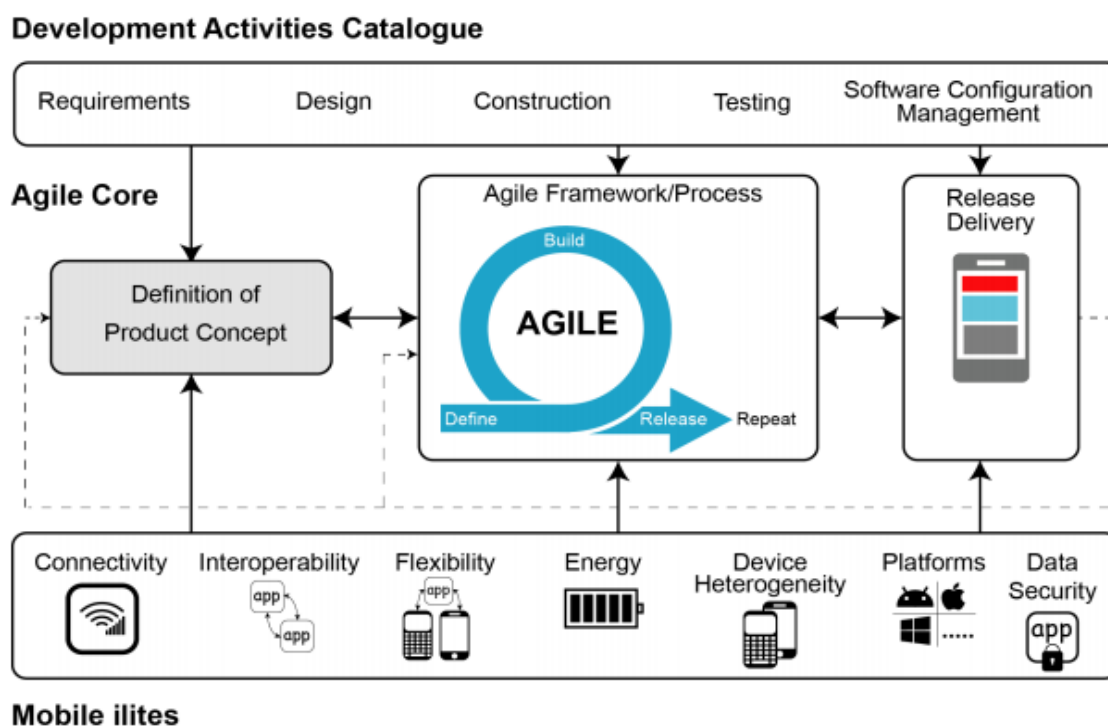 Development Activities Catalogue
Requirements
Design
Construction
Testing
Software Configuration
Management
Agile Core
Agile Framework/Process
Build
AGILE
Define
Release
Repeat
Definition of
Product Concept
Release
Delivery
Connectivity
Interoperability
app
app
Flexibility
app
Energy
Device
Heterogeneity
Platforms
.....
Data
Security
app
Mobile ilites